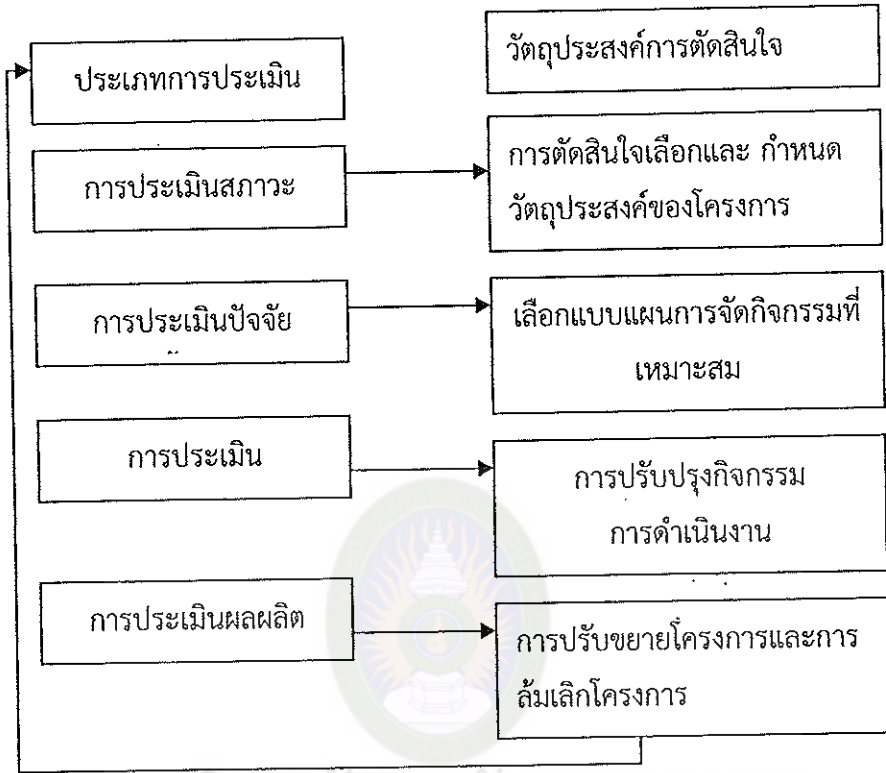 ประเภทการประเมิน
วัตถุประสงค์การตัดสินใจ
การประเมินสภาวะ
การตัดสินใจเลือกและ กำหนด
วัตถุประสงค์ของโครงการ
การประเมินปัจจัย
เลือกแบบแผนการจัดกิจกรรมที่
เหมาะสม
การประเมิน
การปรับปรุงกิจกรรม
การดำเนินงาน
การประเมินผลผลิต
การปรับขยายโครงการและการ
ล้มเลิกโครงการ